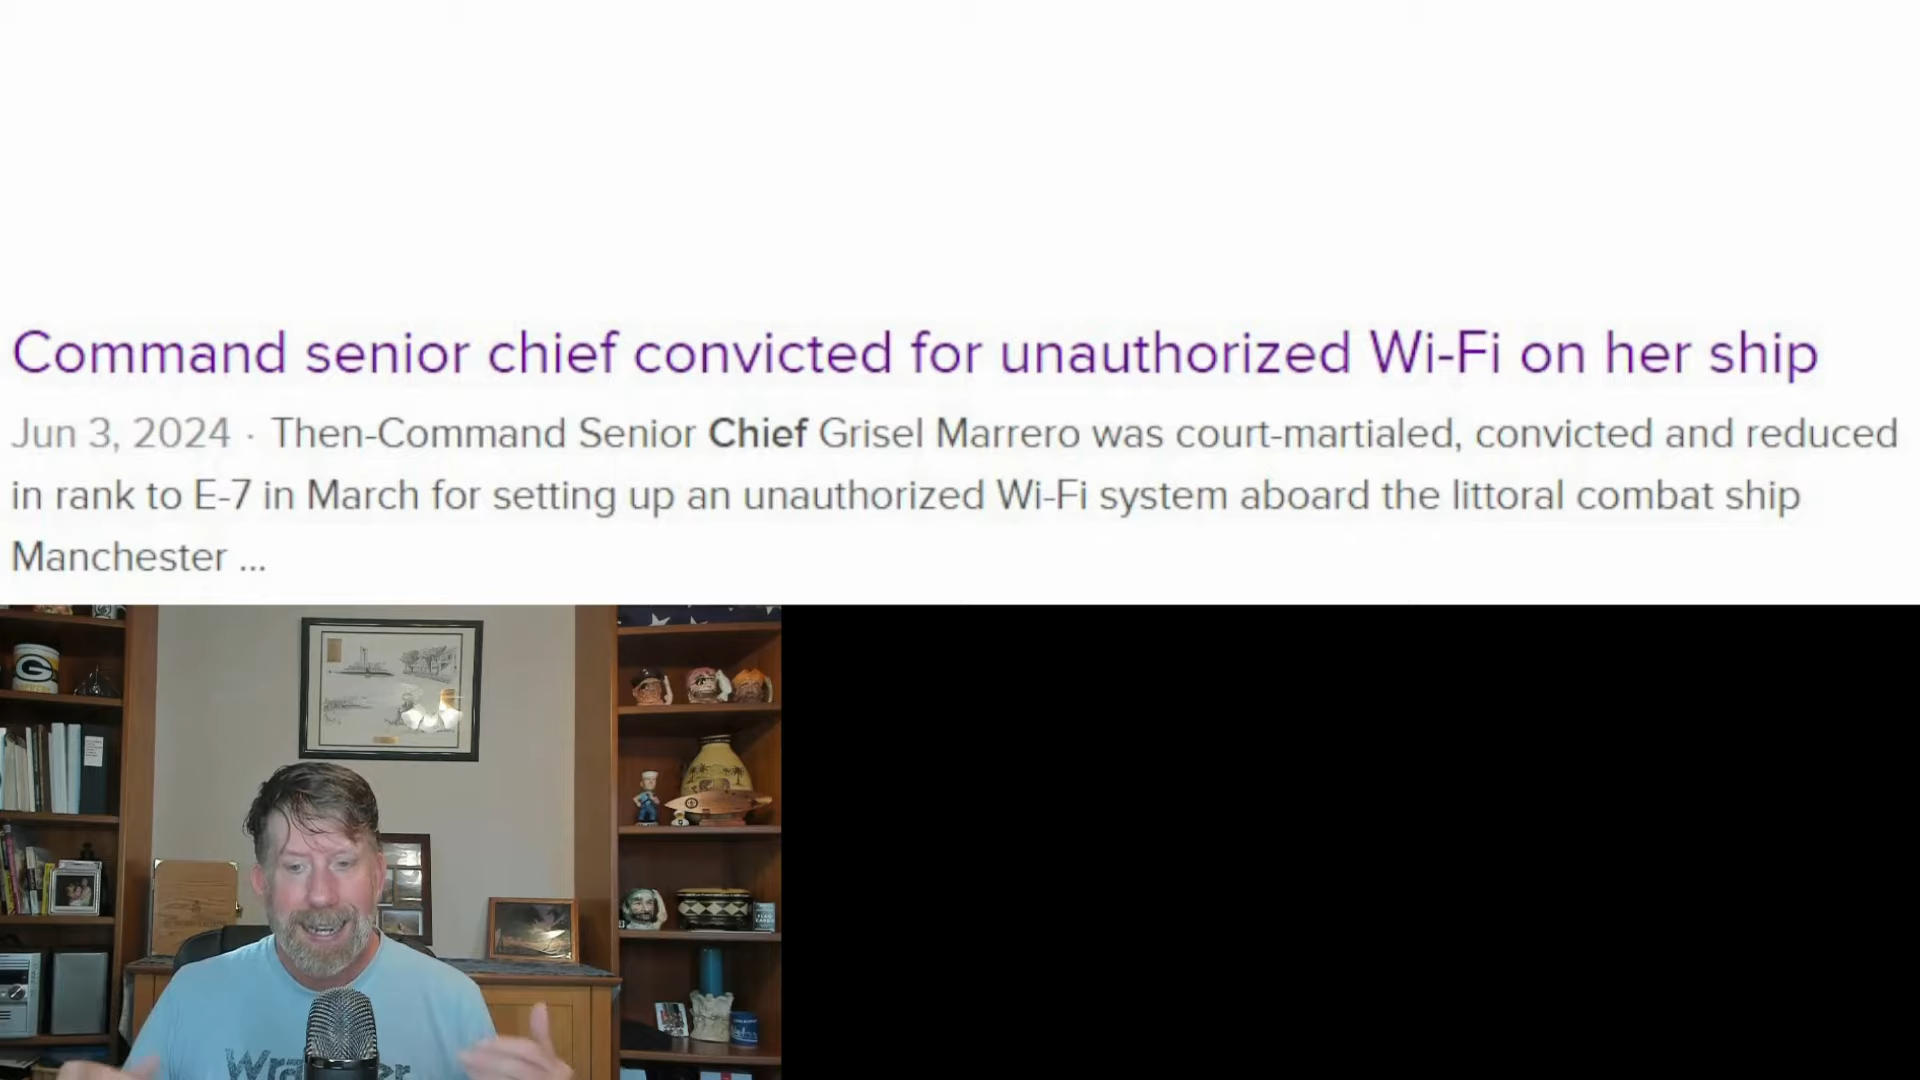 Command senior chief convicted for unauthorized Wi-Fi on her ship
Jun 3, 2024 · Then-Command Senior Chief Grisel Marrero was court-martialed, convicted and reduced
in rank to E-7 in March for setting up an unauthorized Wi-Fi system aboard the littoral combat ship
Manchester ...
G